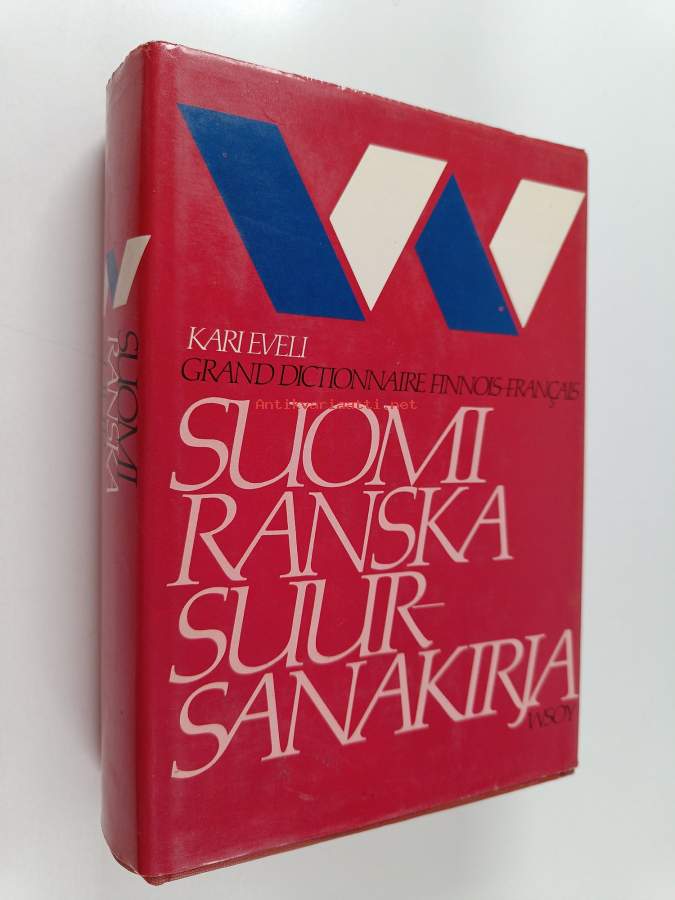 KARI EVELI
GRAND DICTIONNAIRE FINNOIS-FRANÇAIS
Antikvariaatti.net
SUOMI
RANSKA
SUUR-
SANAKIRJA
WSOY
SUOMI
RANSKA